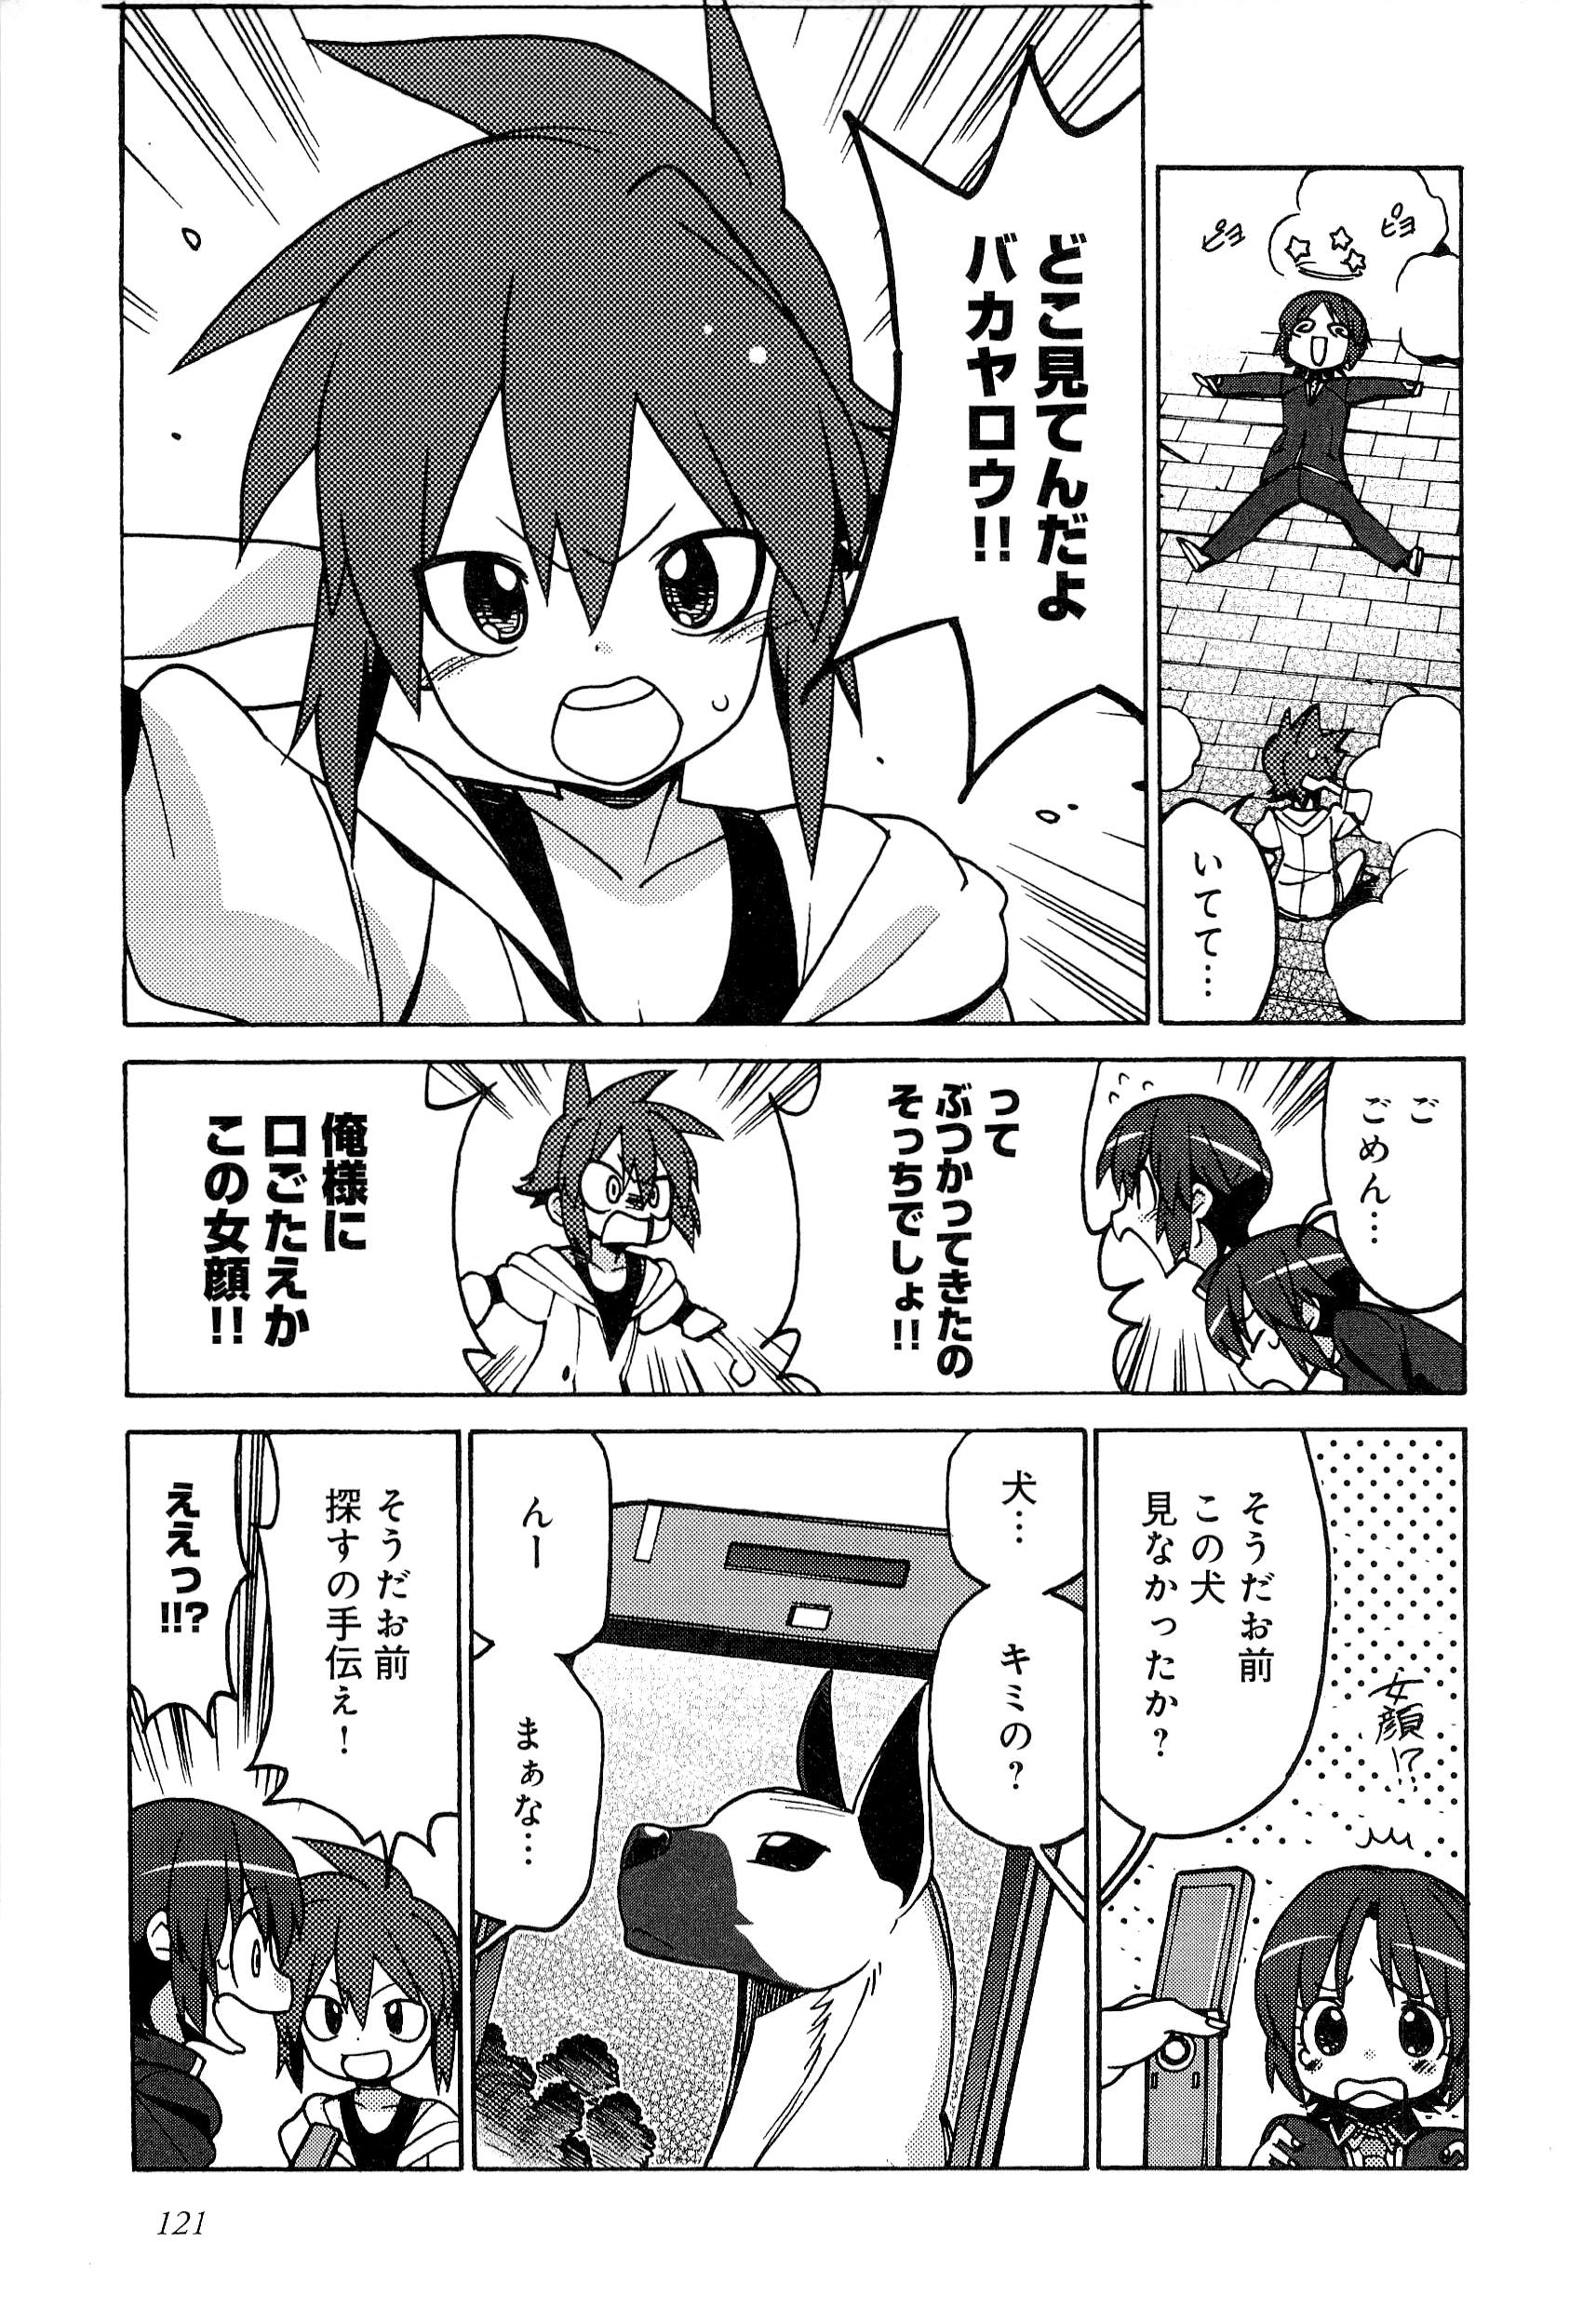 ピヨ
ピヨ
いてて…
どこ見てんだよ
バカヤロウ!!
ご
ごめん…
って
ぶつかってきたの
そっちでしょ!!
俺様に
口ごたえか
この女顔!!
女顔!?
そうだお前
この犬
見なかったか?
犬…
キミの?
んー
まぁな…
そうだお前
探すの手伝え!
ええっ!!?
121